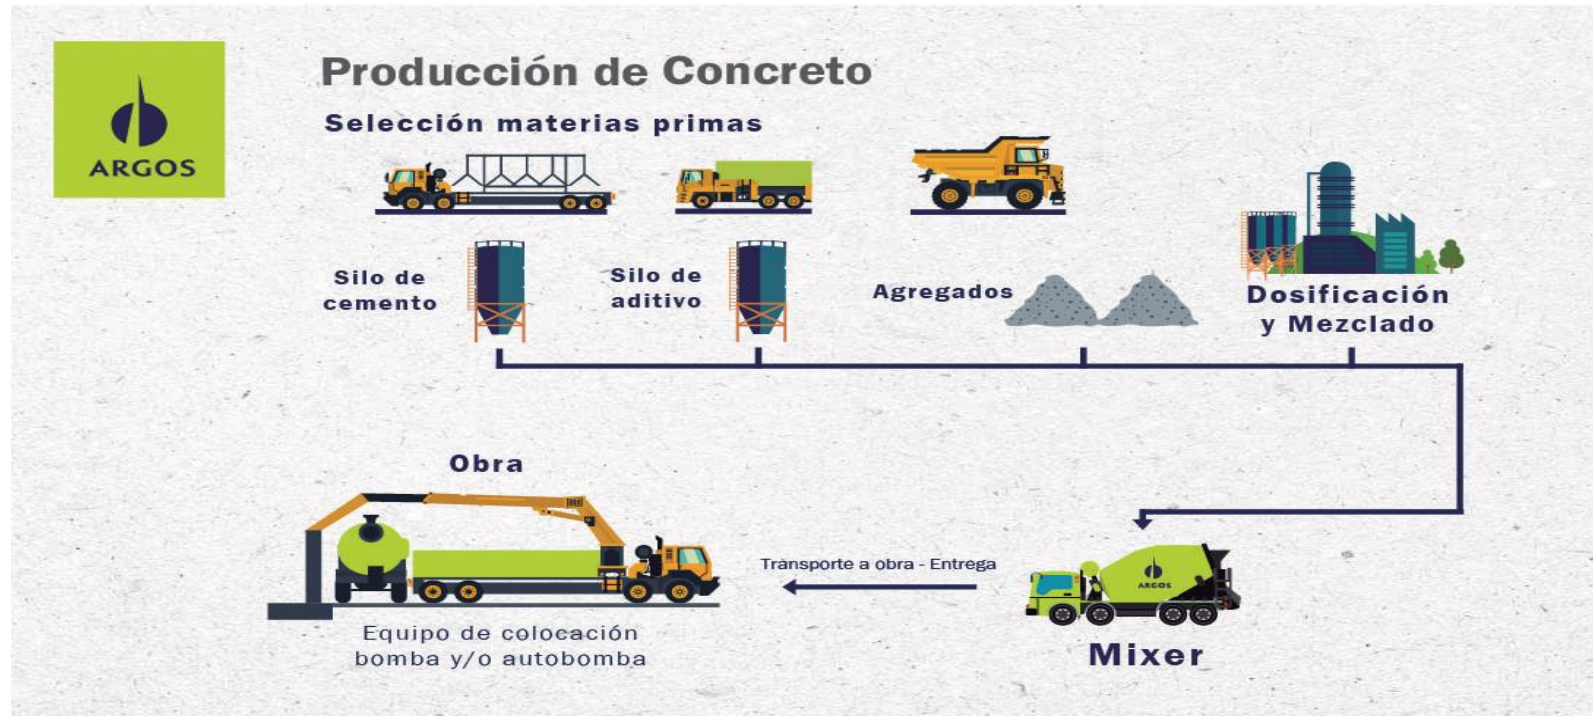 ARGOS
Producción de Concreto
Selección materias primas
Silo de
cemento
Silo de
aditivo
Agregados
Dosificación
y Mezclado
Obra
Transporte a obra - Entrega
ARGOS
Mixer
Equipo de colocación
bomba y/o autobomba